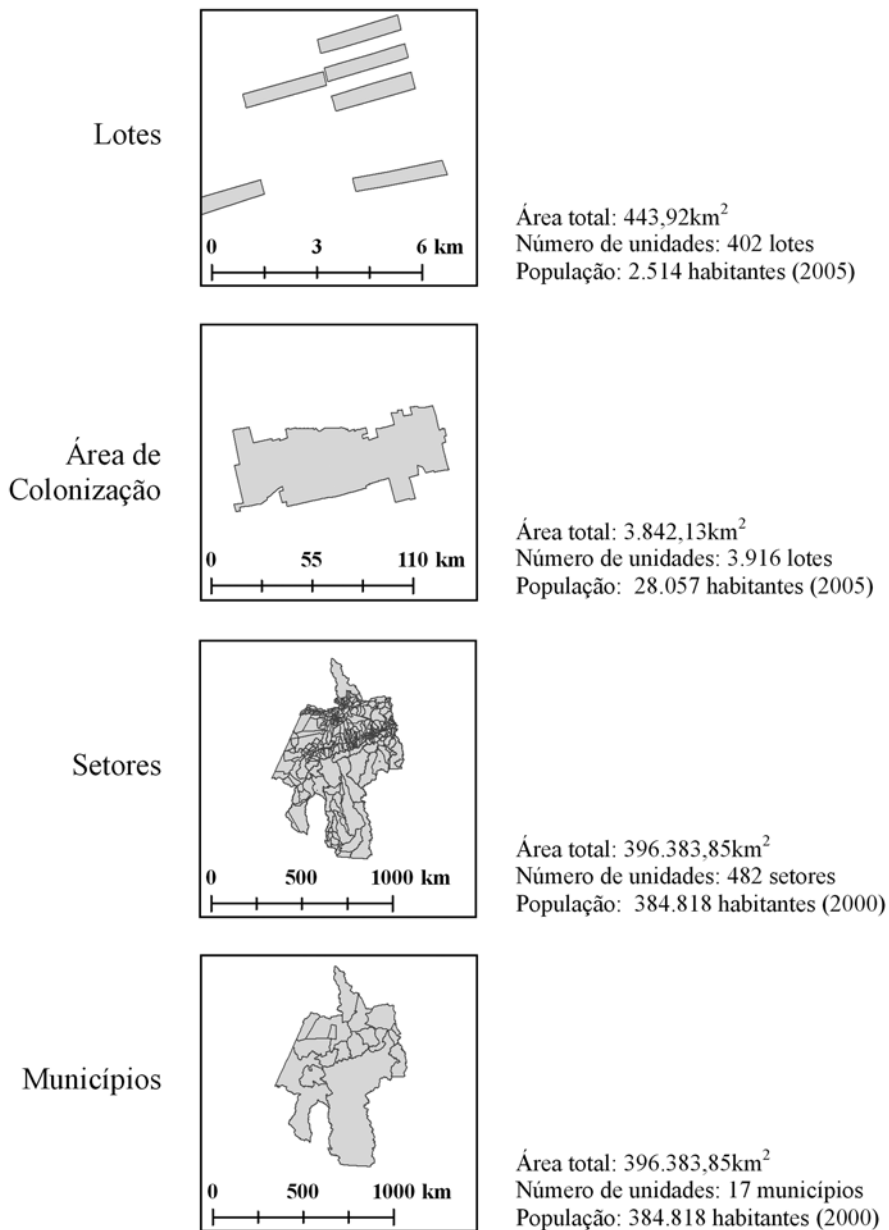 Lotes
0 3 6 km
Área total: 443,92km²
Número de unidades: 402 lotes
População: 2.514 habitantes (2005)
Área de
Colonização
0 55 110 km
Área total: 3.842,13km²
Número de unidades: 3.916 lotes
População: 28.057 habitantes (2005)
Setores
0 500 1000 km
Área total: 396.383,85km²
Número de unidades: 482 setores
População: 384.818 habitantes (2000)
Municípios
0 500 1000 km
Área total: 396.383,85km²
Número de unidades: 17 municípios
População: 384.818 habitantes (2000)